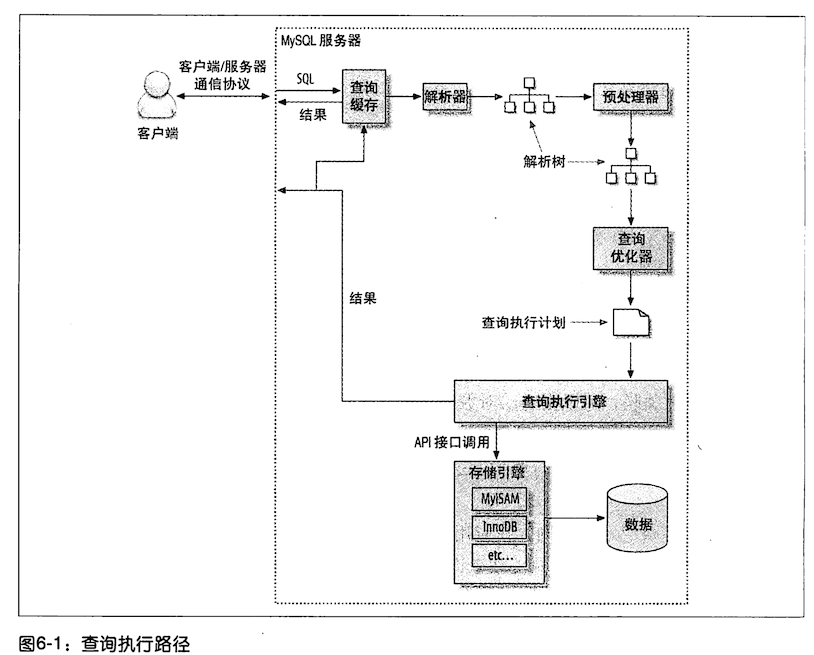 MySQL 服务器
客户端/服务器
通信协议
客户端
SQL
结果
查询
缓存
解析器
预处理器
解析树
查询
优化器
查询执行计划
结果
查询执行引擎
API 接口调用
存储引擎
MyISAM
InnoDB
etc...
数据
图6-1：查询执行路径